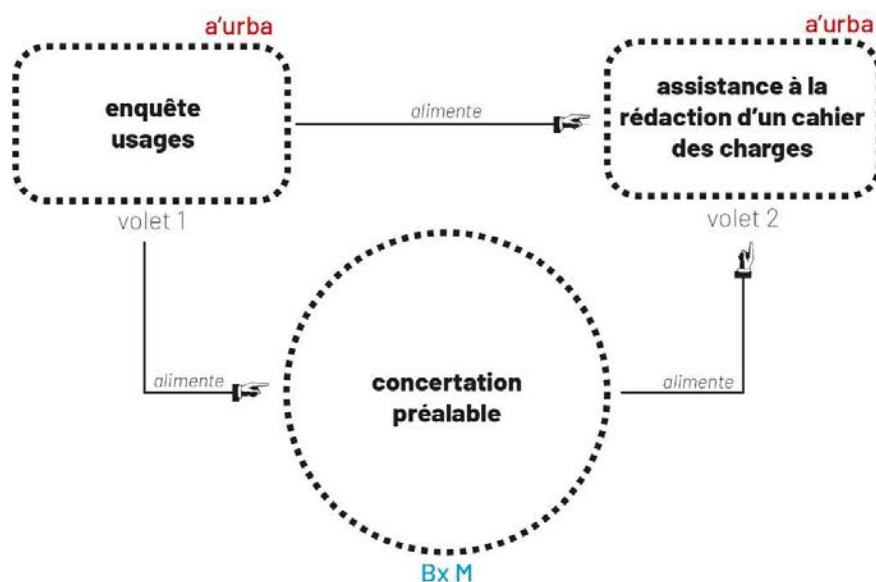 a'urba
enquête
usages
volet 1
alimente
a'urba
assistance à la
rédaction d'un cahier
des charges
volet 2
alimente
concertation
préalable
alimente
Bx M